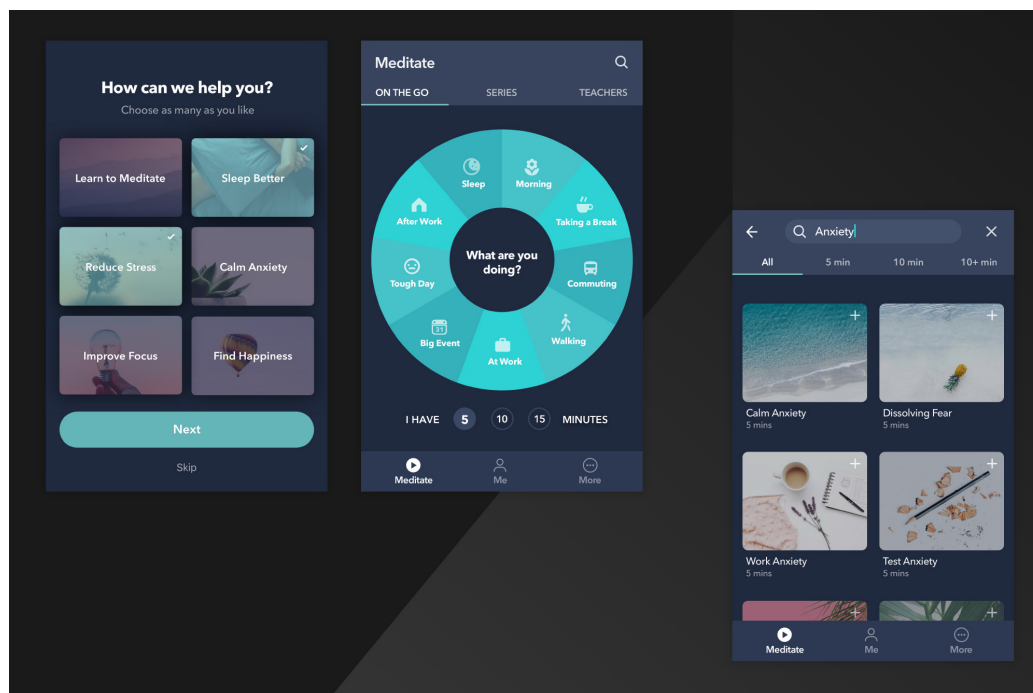 How can we help you?
Choose as many as you like
Learn to Meditate
Sleep Better
Reduce Stress
Calm Anxiety
Improve Focus
Find Happiness
Next
Skip
Meditate
ON THE GO
SERIES
TEACHERS
Sleep
Morning
After Work
Taking a Break
What are you
doing?
Tough Day
Commuting
31
Big Event
Walking
At Work
I HAVE 5 10 15 MINUTES
Meditate
Me
More
Anxiety
All
5 min
10 min
10+ min
Calm Anxiety
5 mins
Dissolving Fear
5 mins
Work Anxiety
5 mins
Test Anxiety
5 mins
Meditate
Me
More